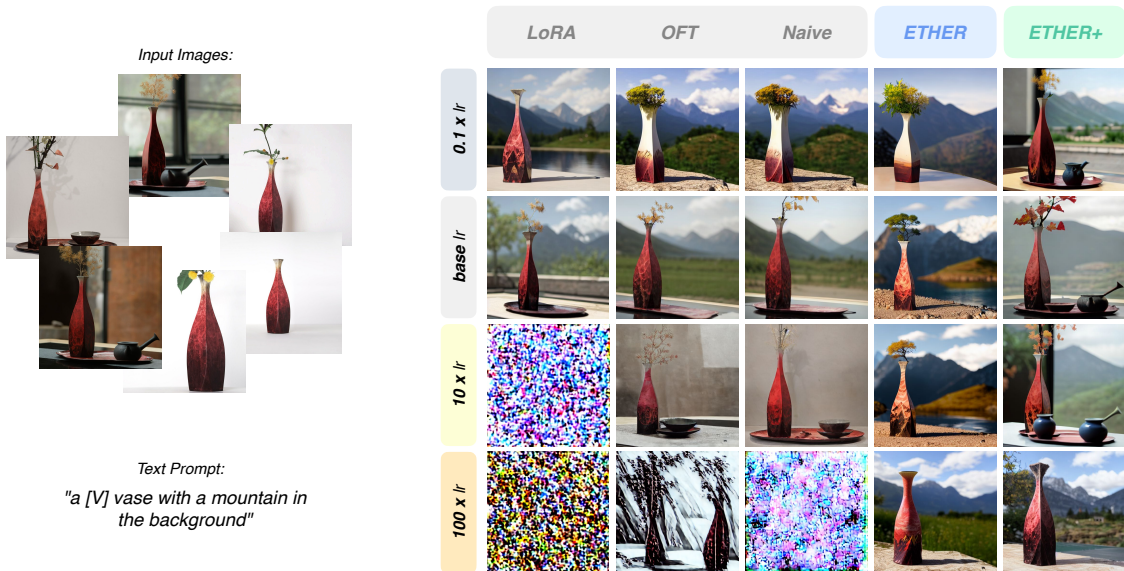 Input Images:
LoRA
OFT
Naive
ETHER
ETHER+
0.1 x lr
base lr
10 x lr
100 x lr
Text Prompt:
"a [V] vase with a mountain in
the background"